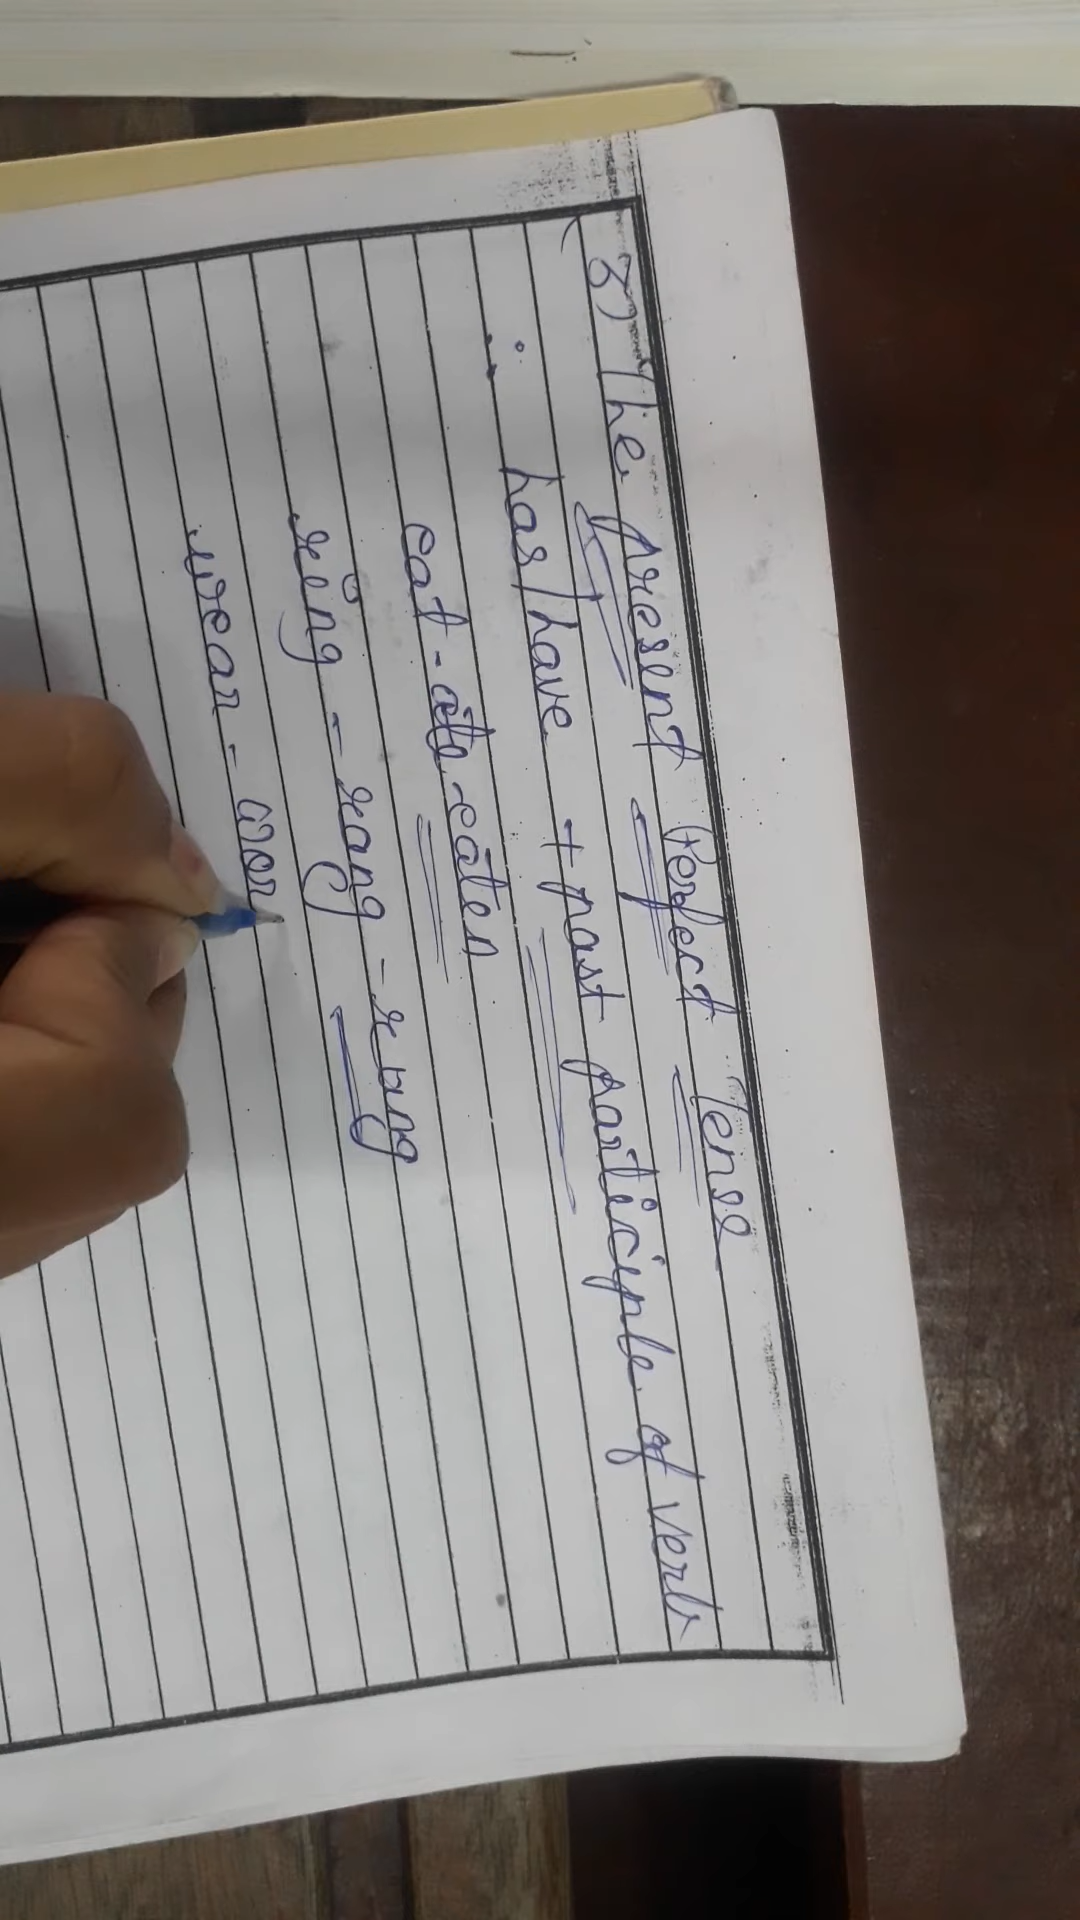 3) The present Perfect Tense
has/have + past participle of verb
eat - ate - eaten
ring - rang - rung
wear - wor